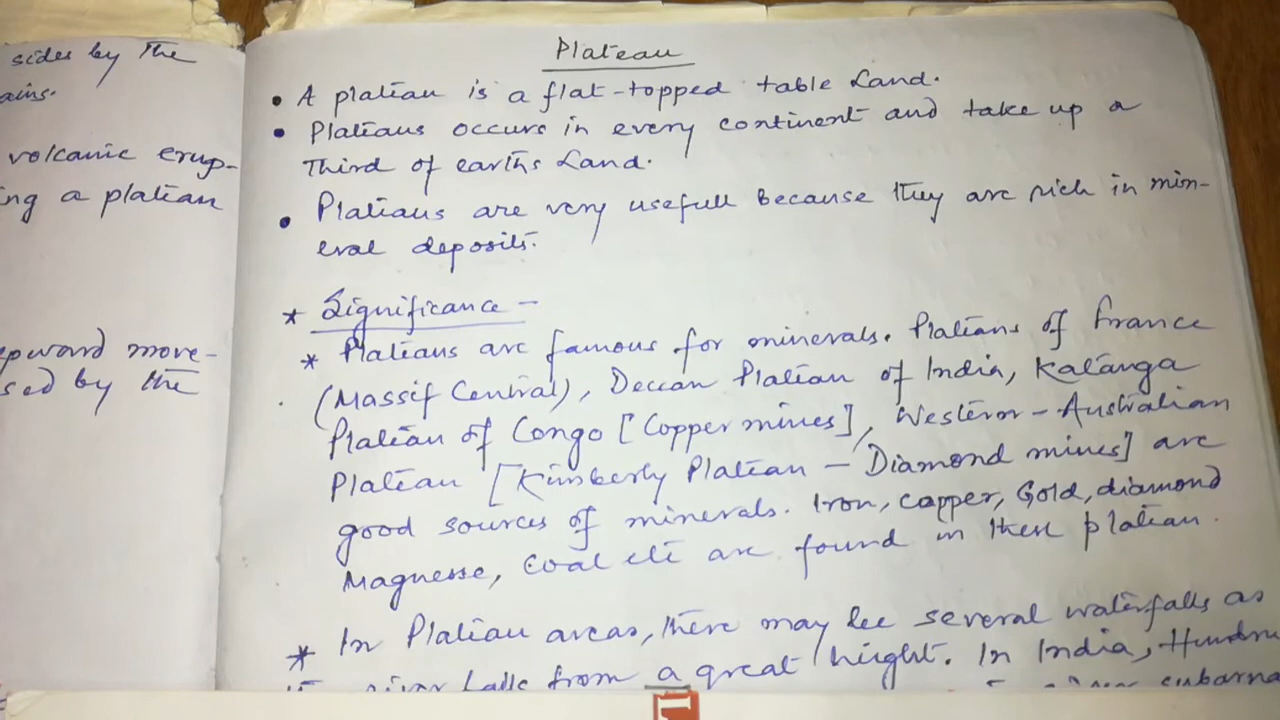 sides by the
ains.
volcanic erup-
ing a plateau
upward move-
sed by the
Plateau
• A plateau is a flat-topped table Land.
• Plateaus occurs in every continent and take up a
Third of earths Land.
• Plateaus are very usefull because they are rich in min-
eral deposits.
* Significance -
* Plateaus are famous for minerals. Plateaus of France
(Massif Central), Deccan Plateau of India, Katanga
Plateau of Congo [Copper mines], Western-Australian
Plateau [Kimberly Plateau - Diamond mines] are
good sources of minerals. Iron, Capper, Gold, diamond
Magnesse, Coal etc are found in these plateau.
* In Plateau areas, there may be several waterfalls as
river falls from a great height. In India, Hundru